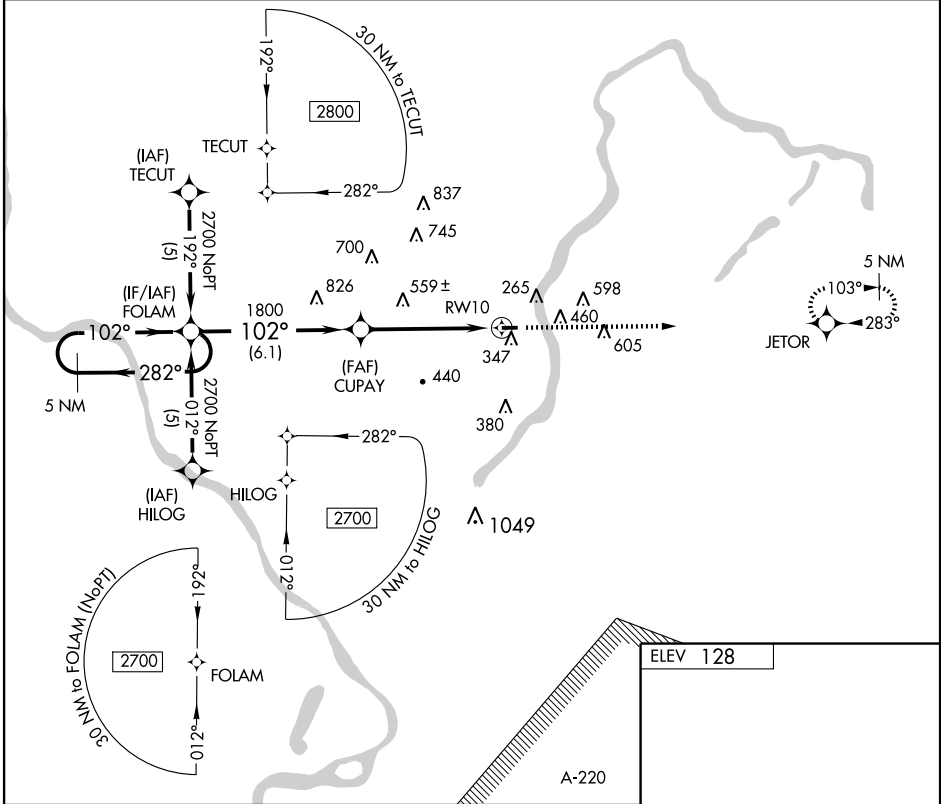 192°
30 NM to TECUT
2800
TECUT
282°
(IAF)
TECUT
2700 NoPT
192°
(5)
837
745
700
826
559 ±
(IF/IAF)
FOLAM
102°
1800
102°
(6.1)
RW10
265
598
460
605
347
5 NM
103°
283°
JETOR
282°
5 NM
2700 NoPT
012°
(5)
(FAF)
CUPAY
440
380
(IAF)
HILOG
282°
HILOG
2700
012°
30 NM to HILOG
1049
30 NM to FOLAM (NoPT)
192°
2700
FOLAM
012°
ELEV 128
A-220